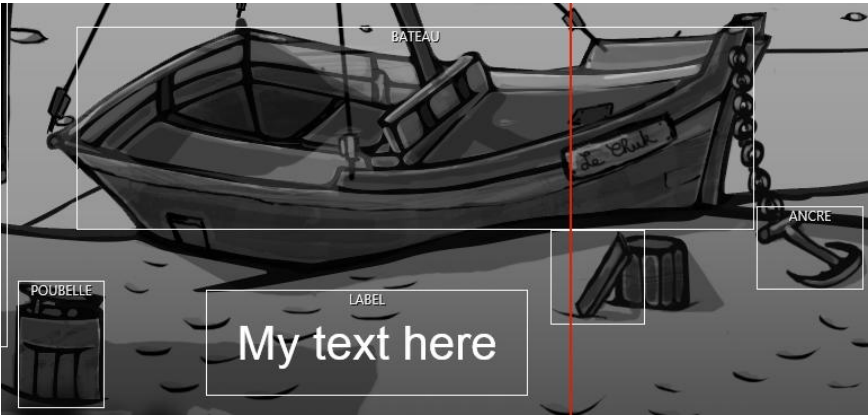 BATEAU
Le Chuk
ANCRE
POUBELLE
LABEL
My text here